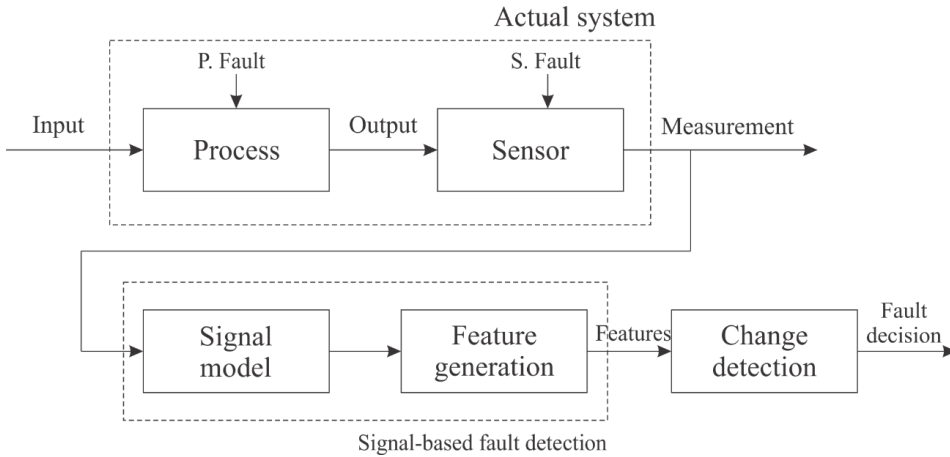 Actual system
P. Fault
S. Fault
Input
Process
Output
Sensor
Measurement
Signal
model
Feature
generation
Features
Change
detection
Fault
decision
Signal-based fault detection